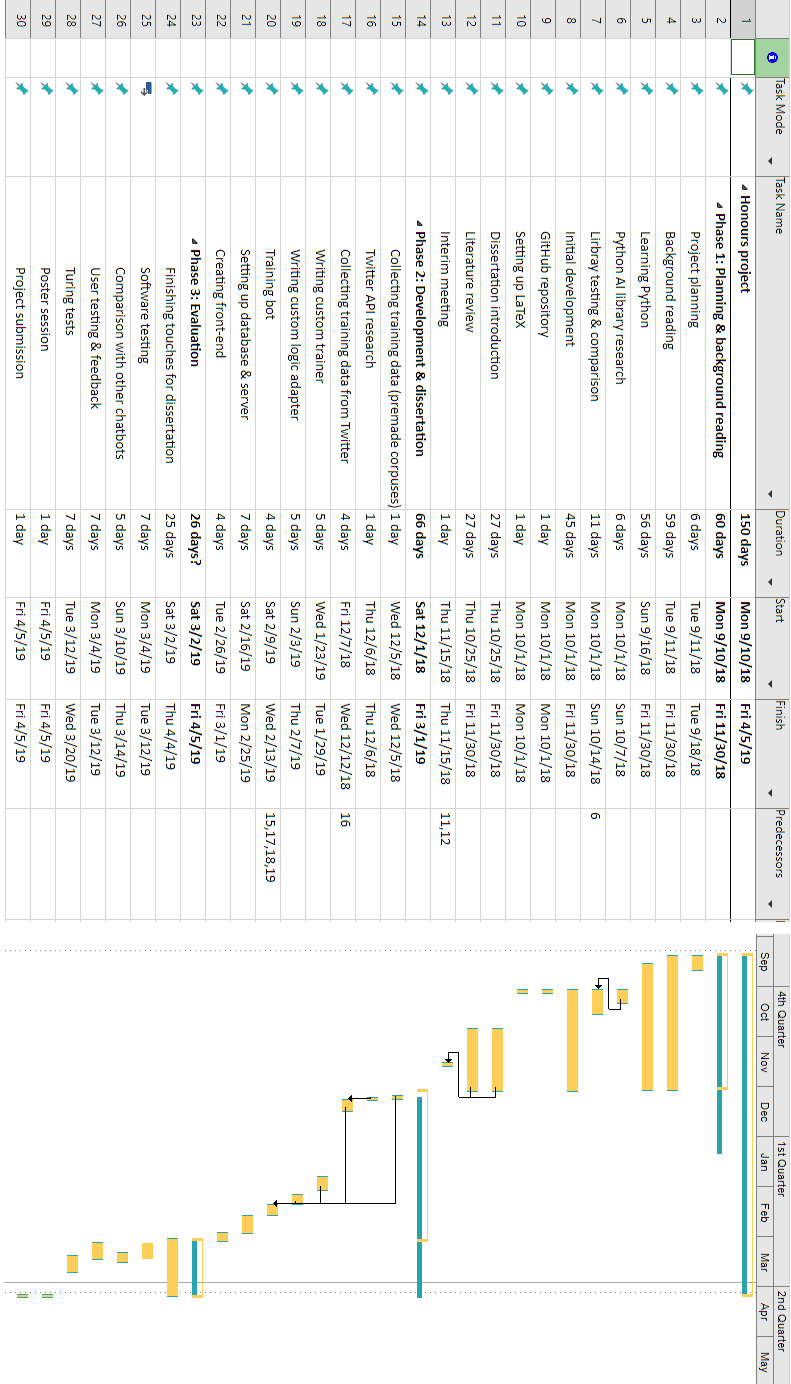 Task Mode Task Name Duration Start Finish Predecessors
1 Honours project 150 days Mon 9/10/18 Fri 4/5/19
2 Phase 1: Planning & background reading 60 days Mon 9/10/18 Fri 11/30/18
3 Project planning 6 days Tue 9/11/18 Tue 9/18/18
4 Background reading 59 days Tue 9/11/18 Fri 11/30/18
5 Learning Python 56 days Sun 9/16/18 Fri 11/30/18
6 Python AI library research 6 days Mon 10/1/18 Sun 10/7/18
7 Lirbray testing & comparison 11 days Mon 10/1/18 Sun 10/14/18 6
8 Initial development 45 days Mon 10/1/18 Fri 11/30/18
9 GitHub repository 1 day Mon 10/1/18 Mon 10/1/18
10 Setting up LaTeX 1 day Mon 10/1/18 Mon 10/1/18
11 Dissertation introduction 27 days Thu 10/25/18 Fri 11/30/18
12 Literature review 27 days Thu 10/25/18 Fri 11/30/18
13 Interim meeting 1 day Thu 11/15/18 Thu 11/15/18 11,12
14 Phase 2: Development & dissertation 66 days Sat 12/1/18 Fri 3/1/19
15 Collecting training data (premade corpuses) 1 day Wed 12/5/18 Wed 12/5/18
16 Twitter API research 1 day Thu 12/6/18 Thu 12/6/18
17 Collecting training data from Twitter 4 days Fri 12/7/18 Wed 12/12/18 16
18 Writing custom trainer 5 days Wed 1/23/19 Tue 1/29/19
19 Writing custom logic adapter 5 days Sun 2/3/19 Thu 2/7/19
20 Training bot 4 days Sat 2/9/19 Wed 2/13/19 15,17,18,19
21 Setting up database & server 7 days Sat 2/16/19 Mon 2/25/19
22 Creating front-end 4 days Tue 2/26/19 Fri 3/1/19
23 Phase 3: Evaluation 26 days? Sat 3/2/19 Fri 4/5/19
24 Finishing touches for dissertation 25 days Sat 3/2/19 Thu 4/4/19
25 Software testing 7 days Mon 3/4/19 Tue 3/12/19
26 Comparison with other chatbots 5 days Sun 3/10/19 Thu 3/14/19
27 User testing & feedback 7 days Mon 3/4/19 Tue 3/12/19
28 Turing tests 7 days Tue 3/12/19 Wed 3/20/19
29 Poster session 1 day Fri 4/5/19 Fri 4/5/19
30 Project submission 1 day Fri 4/5/19 Fri 4/5/19
4th Quarter 1st Quarter 2nd Quarter
Sep Oct Nov Dec Jan Feb Mar Apr May